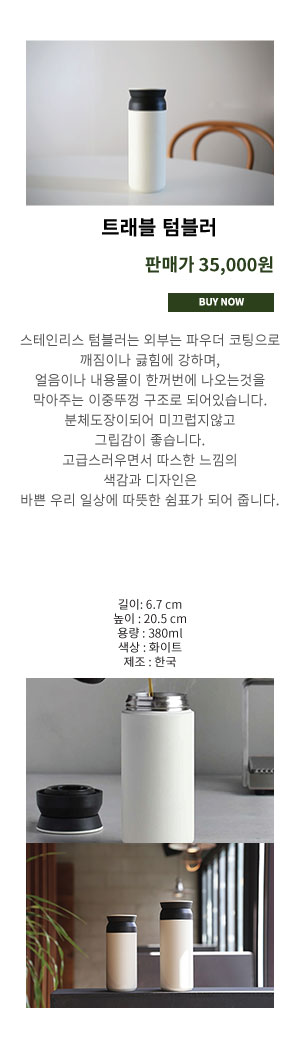 트래블 텀블러
판매가 35,000원
BUY NOW
스테인리스 텀블러는 외부는 파우더 코팅으로
깨짐이나 긇힘에 강하며,
얼음이나 내용물이 한꺼번에 나오는것을
막아주는 이중뚜껑 구조로 되어있습니다.
분체도장이되어 미끄럽지않고
그립감이 좋습니다.
고급스러우면서 따스한 느낌의
색감과 디자인은
바쁜 우리 일상에 따뜻한 쉼표가 되어 줍니다.
길이: 6.7 cm
높이 : 20.5 cm
용량 : 380ml
색상 : 화이트
제조 : 한국